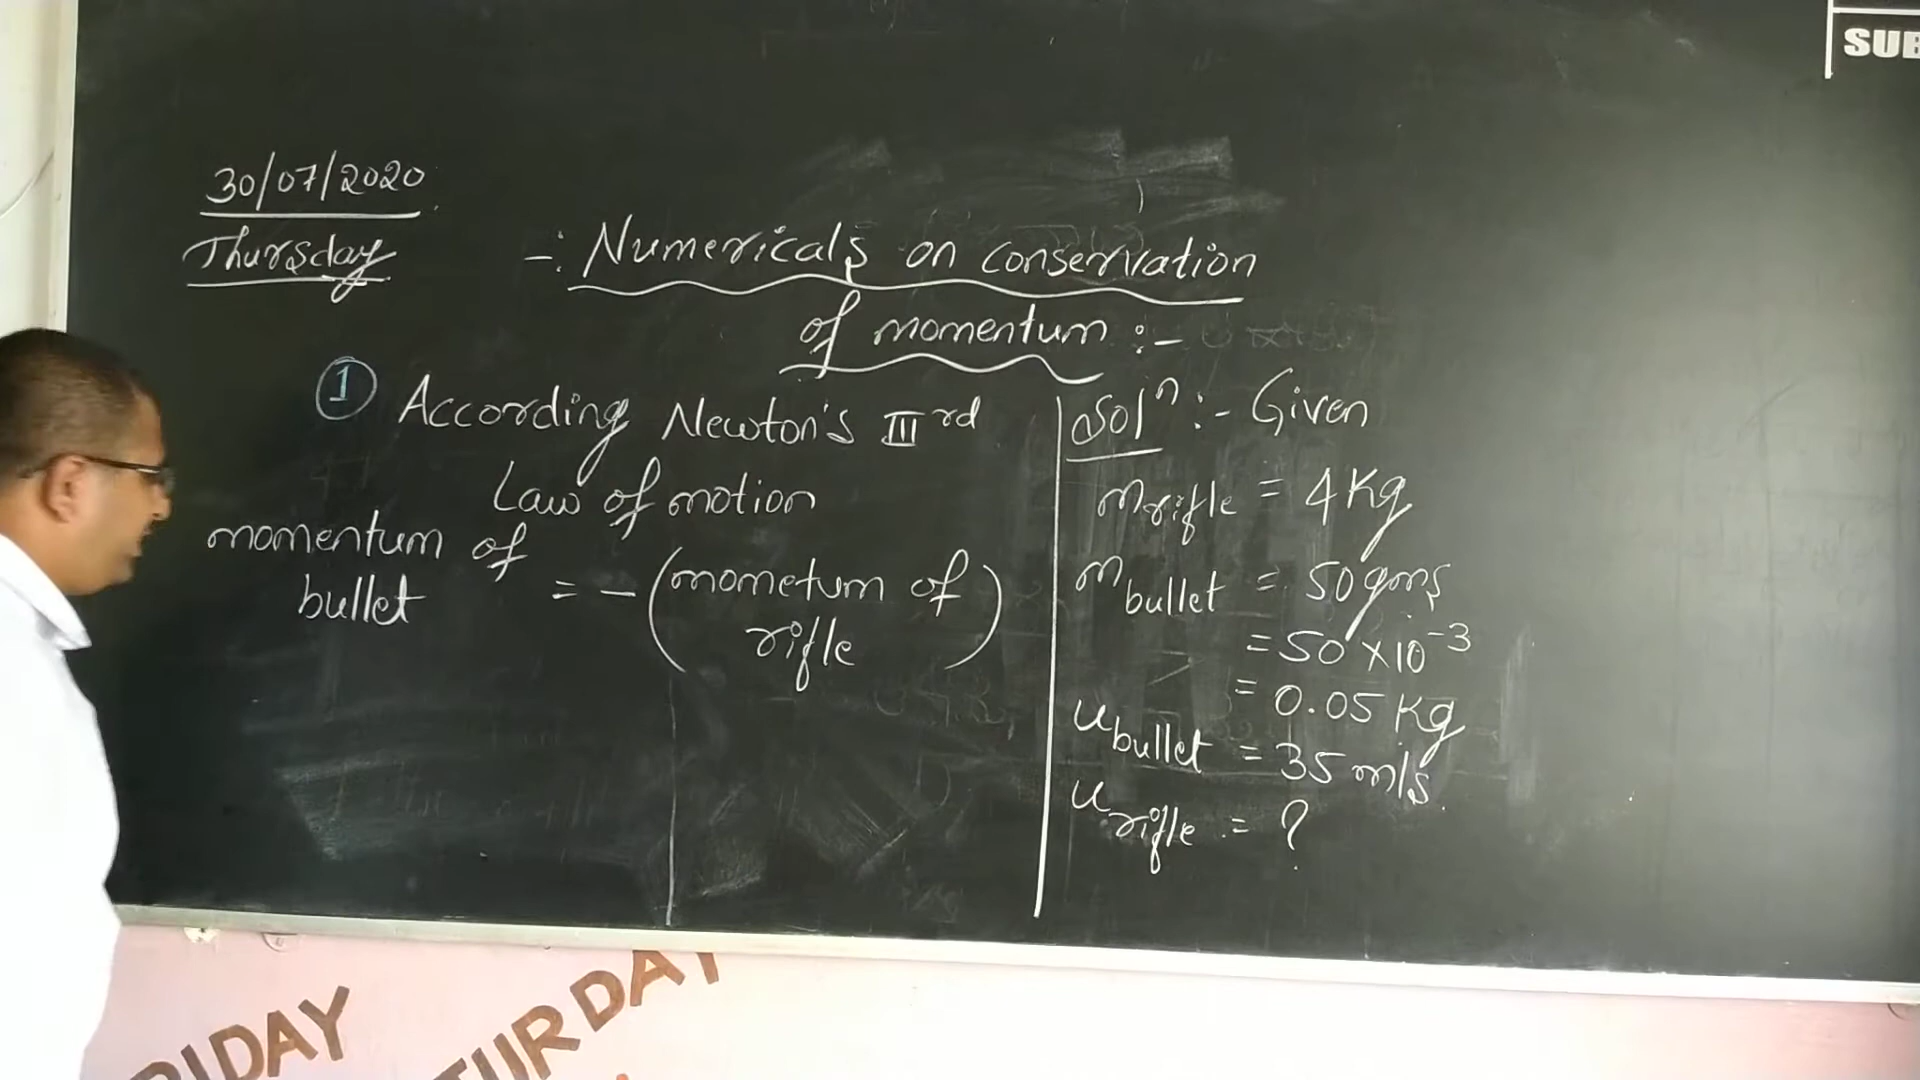 SUB
30/07/2020
Thursday
-: Numericals on conservation
of momentum :-
1 According Newton's IIIrd
Law of motion
momentum of
bullet
= - (mometum of
rifle)
Solⁿ :- Given
m rifle = 4 Kg
m bullet = 50 gms
= 50 × 10⁻³
= 0.05 Kg
u bullet = 35 m/s
u rifle = ?
RIDAY
TURDAY